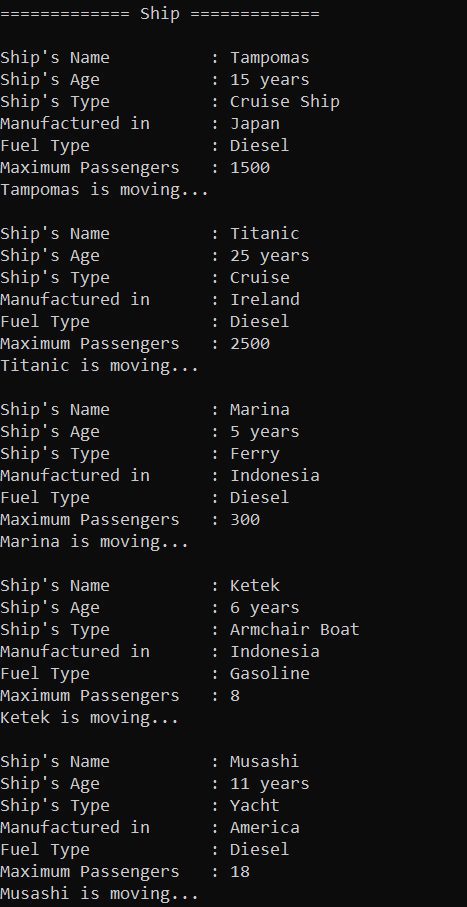 ============= Ship =============
Ship's Name : Tampomas
Ship's Age : 15 years
Ship's Type : Cruise Ship
Manufactured in : Japan
Fuel Type : Diesel
Maximum Passengers : 1500
Tampomas is moving...
Ship's Name : Titanic
Ship's Age : 25 years
Ship's Type : Cruise
Manufactured in : Ireland
Fuel Type : Diesel
Maximum Passengers : 2500
Titanic is moving...
Ship's Name : Marina
Ship's Age : 5 years
Ship's Type : Ferry
Manufactured in : Indonesia
Fuel Type : Diesel
Maximum Passengers : 300
Marina is moving...
Ship's Name : Ketek
Ship's Age : 6 years
Ship's Type : Armchair Boat
Manufactured in : Indonesia
Fuel Type : Gasoline
Maximum Passengers : 8
Ketek is moving...
Ship's Name : Musashi
Ship's Age : 11 years
Ship's Type : Yacht
Manufactured in : America
Fuel Type : Diesel
Maximum Passengers : 18
Musashi is moving...